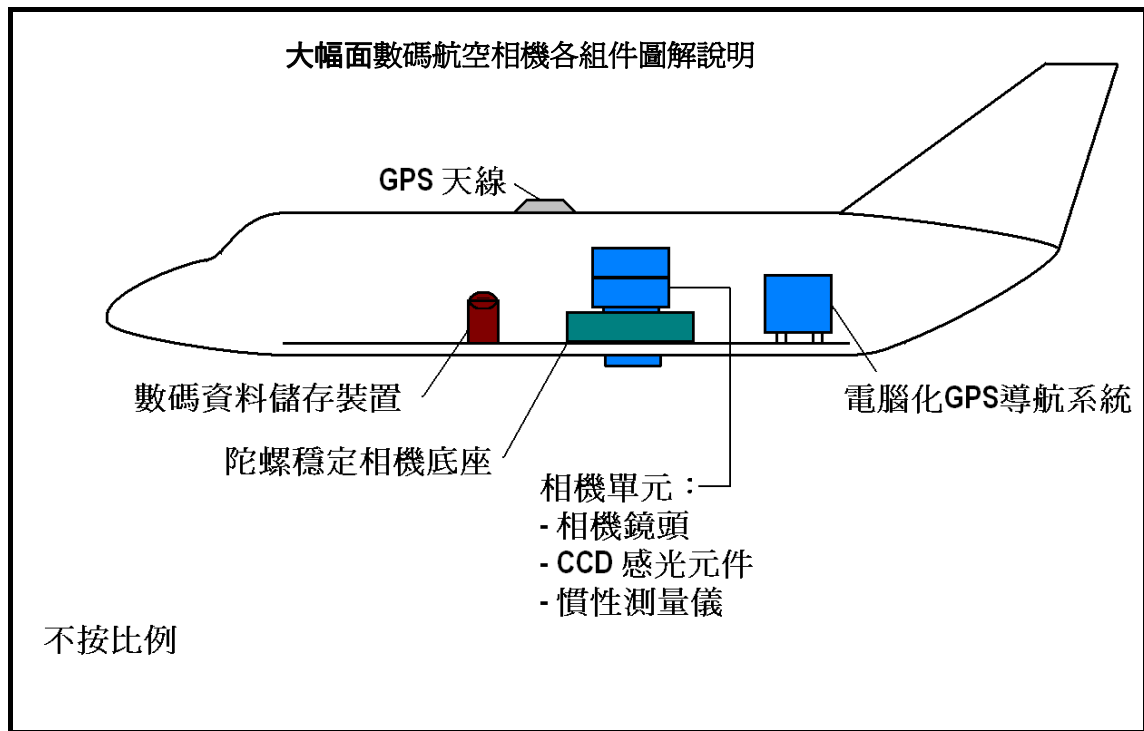 大幅面數碼航空相機各組件圖解說明
GPS 天線
數碼資料儲存裝置
電腦化GPS導航系統
陀螺穩定相機底座
相機單元：
- 相機鏡頭
- CCD 感光元件
- 慣性測量儀
不按比例